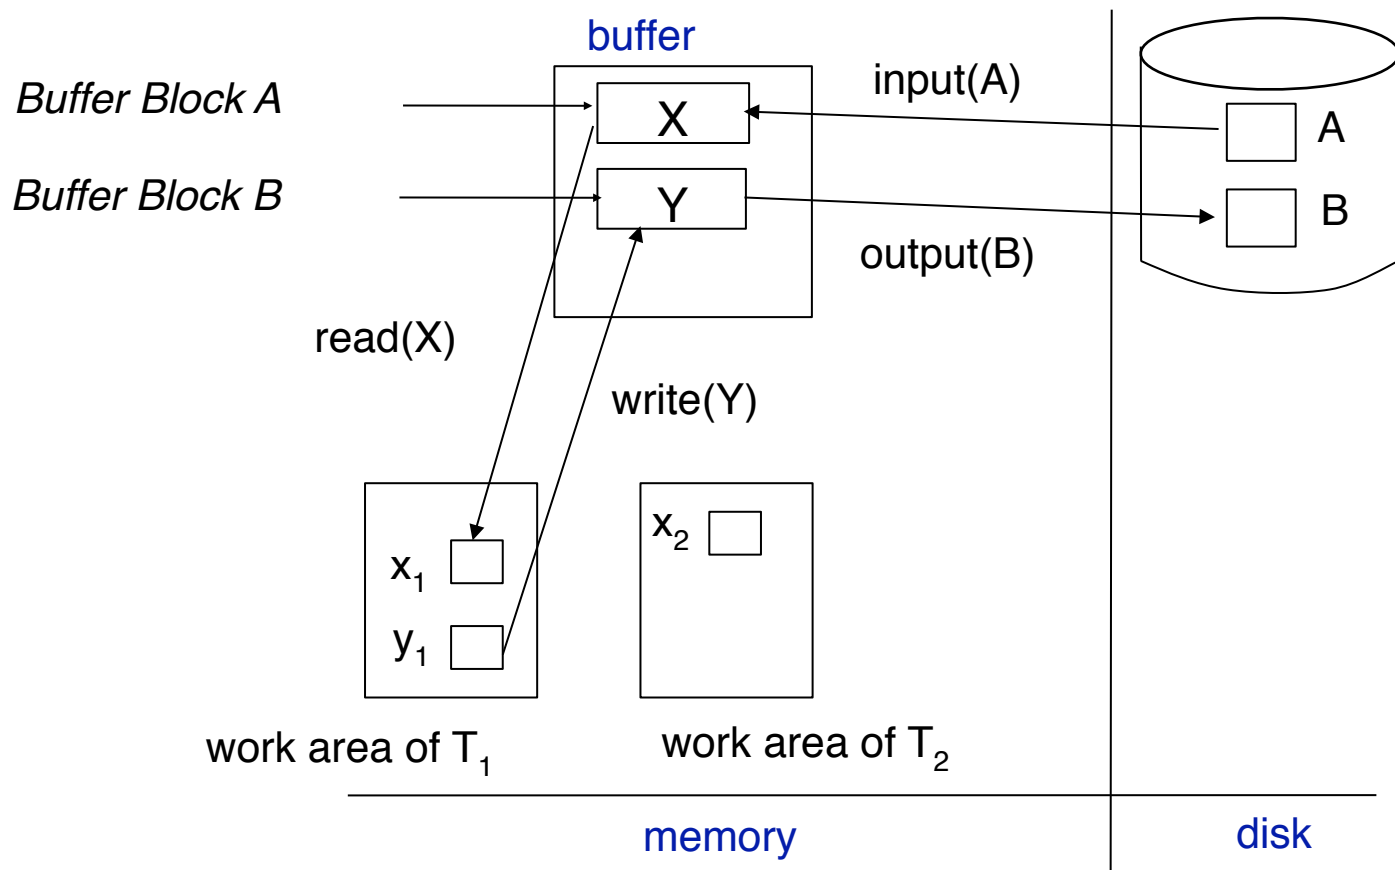 buffer
Buffer Block A
X
input(A)
A
Buffer Block B
Y
B
output(B)
read(X)
write(Y)
x₁
y₁
x₂
work area of T₁
work area of T₂
memory
disk